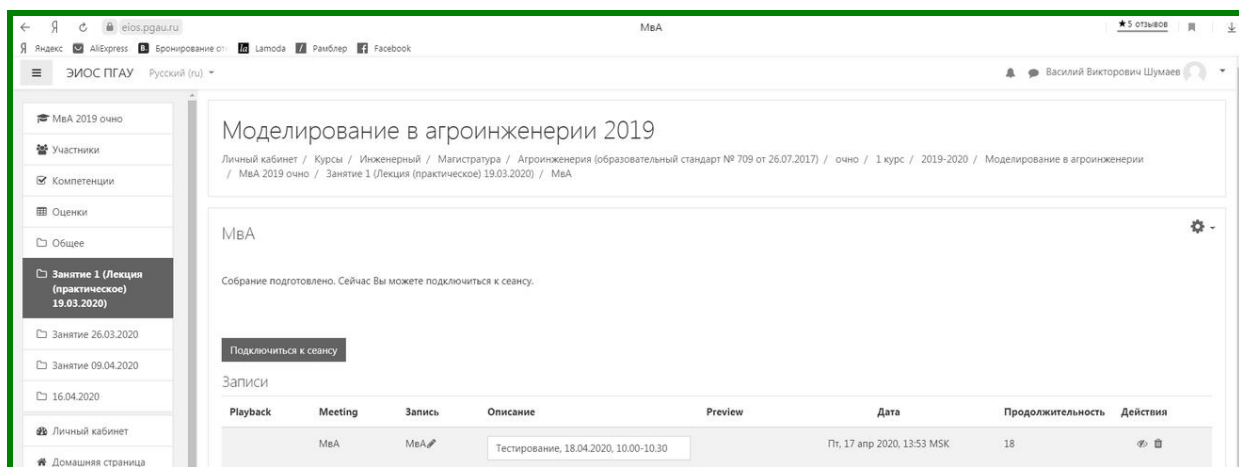 eios.pgau.ru
МвА
★5 отзывов
Яндекс AliExpress Бронирование от Lamoda Рамблер Facebook
ЭИОС ПГАУ Русский (ru)
Василий Викторович Шумаев
МвА 2019 очно
Участники
Компетенции
Оценки
Общее
Занятие 1 (Лекция
(практическое)
19.03.2020)
Занятие 26.03.2020
Занятие 09.04.2020
16.04.2020
Личный кабинет
Домашняя страница
Моделирование в агроинженерии 2019
Личный кабинет / Курсы / Инженерный / Магистратура / Агроинженерия (образовательный стандарт № 709 от 26.07.2017) / очно / 1 курс / 2019-2020 / Моделирование в агроинженерии
/ МвА 2019 очно / Занятие 1 (Лекция (практическое) 19.03.2020) / МвА
МвА
Собрание подготовлено. Сейчас Вы можете подключиться к сеансу.
Подключиться к сеансу
Записи
Playback Meeting Запись Описание Preview Дата Продолжительность Действия
МвА МвА Тестирование, 18.04.2020, 10.00-10.30 Пт, 17 апр 2020, 13:53 MSK 18